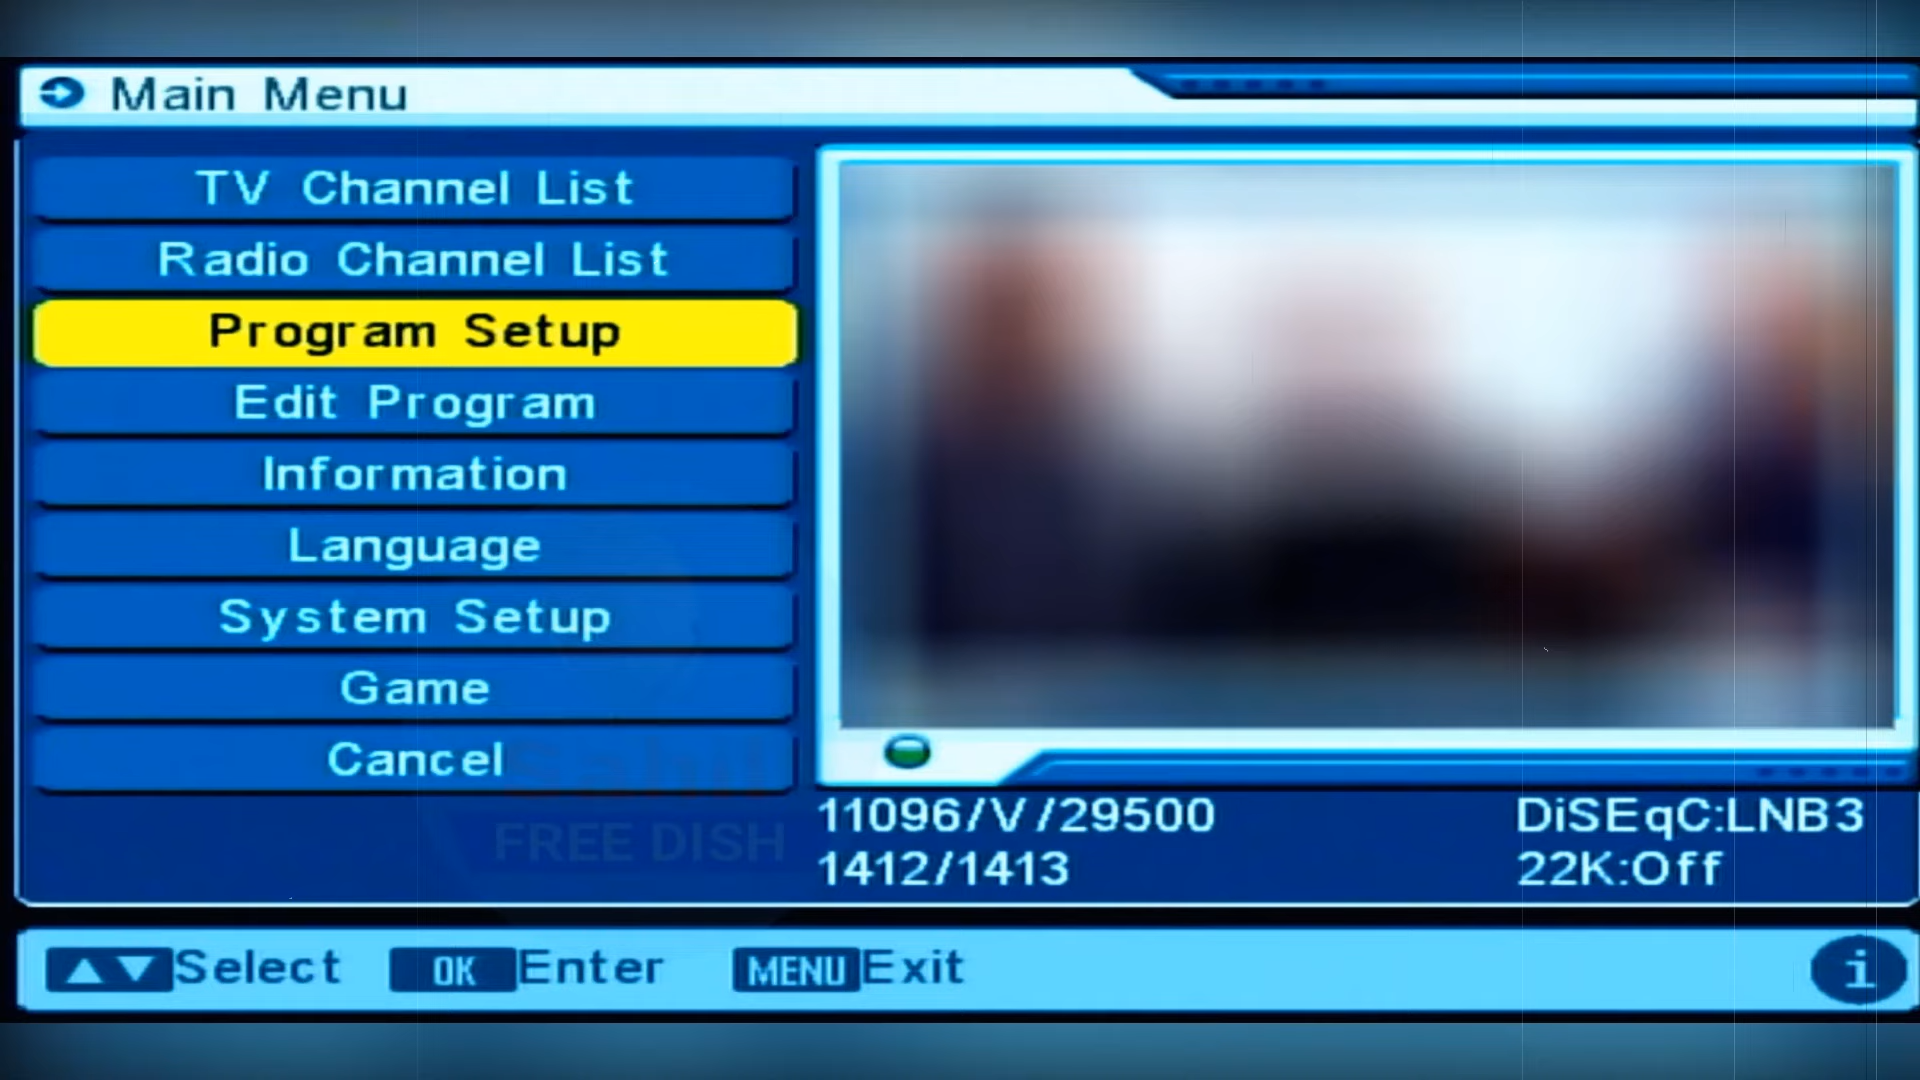 Main Menu
TV Channel List
Radio Channel List
Program Setup
Edit Program
Information
Language
System Setup
Game
Cancel
FREE DISH
11096/V/29500
DiSEqC:LNB3
1412/1413
22K:Off
Select
OK Enter
MENU Exit
i